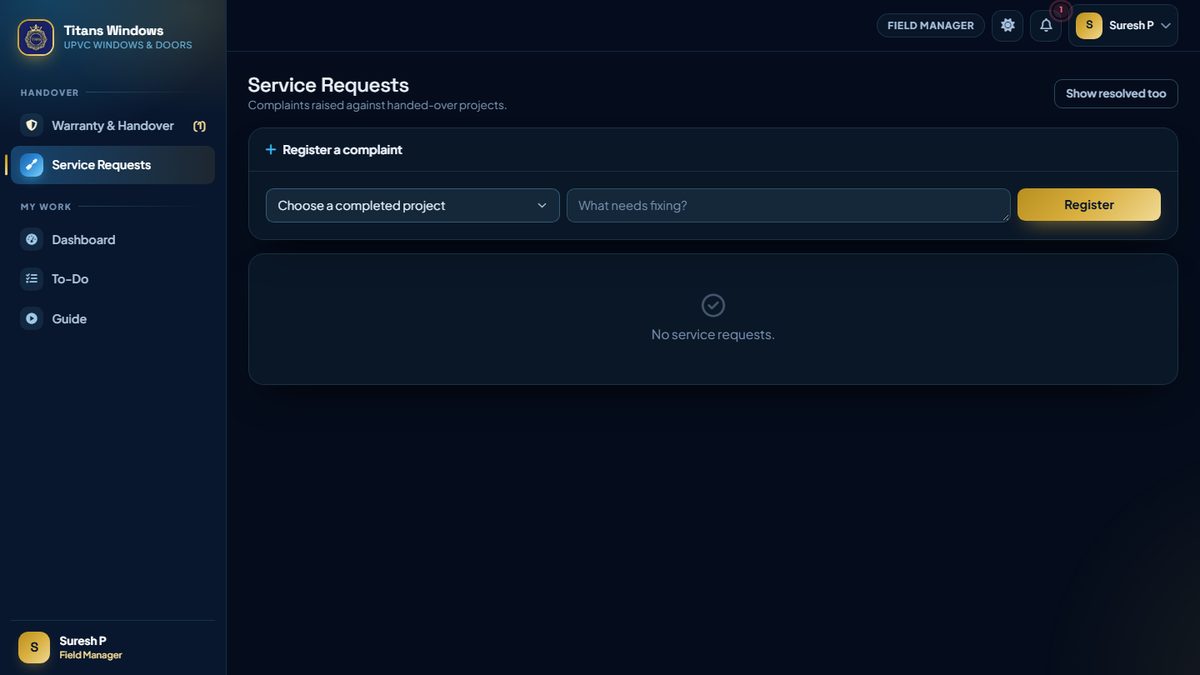 Titans Windows
UPVC WINDOWS & DOORS
HANDOVER
Warranty & Handover (1)
Service Requests
MY WORK
Dashboard
To-Do
Guide
S
Suresh P
Field Manager
FIELD MANAGER
1
S
Suresh P
Service Requests
Complaints raised against handed-over projects.
Show resolved too
+ Register a complaint
Choose a completed project
What needs fixing?
Register
No service requests.